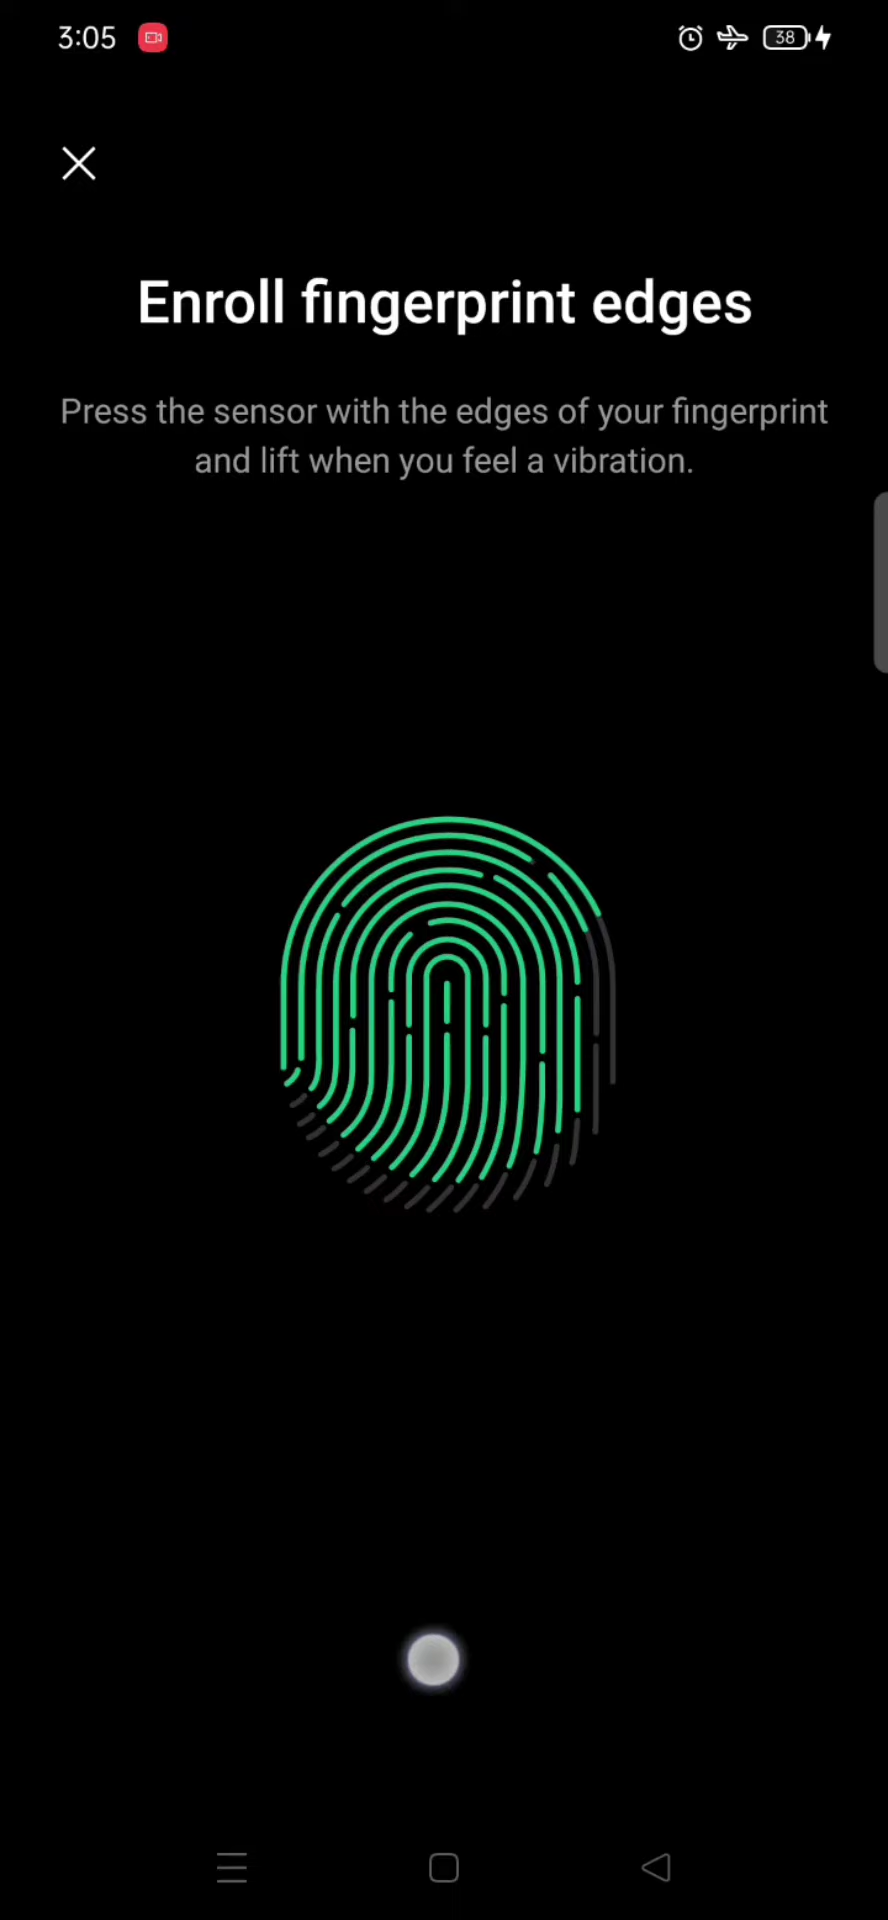 3:05
38
Enroll fingerprint edges
Press the sensor with the edges of your fingerprint
and lift when you feel a vibration.